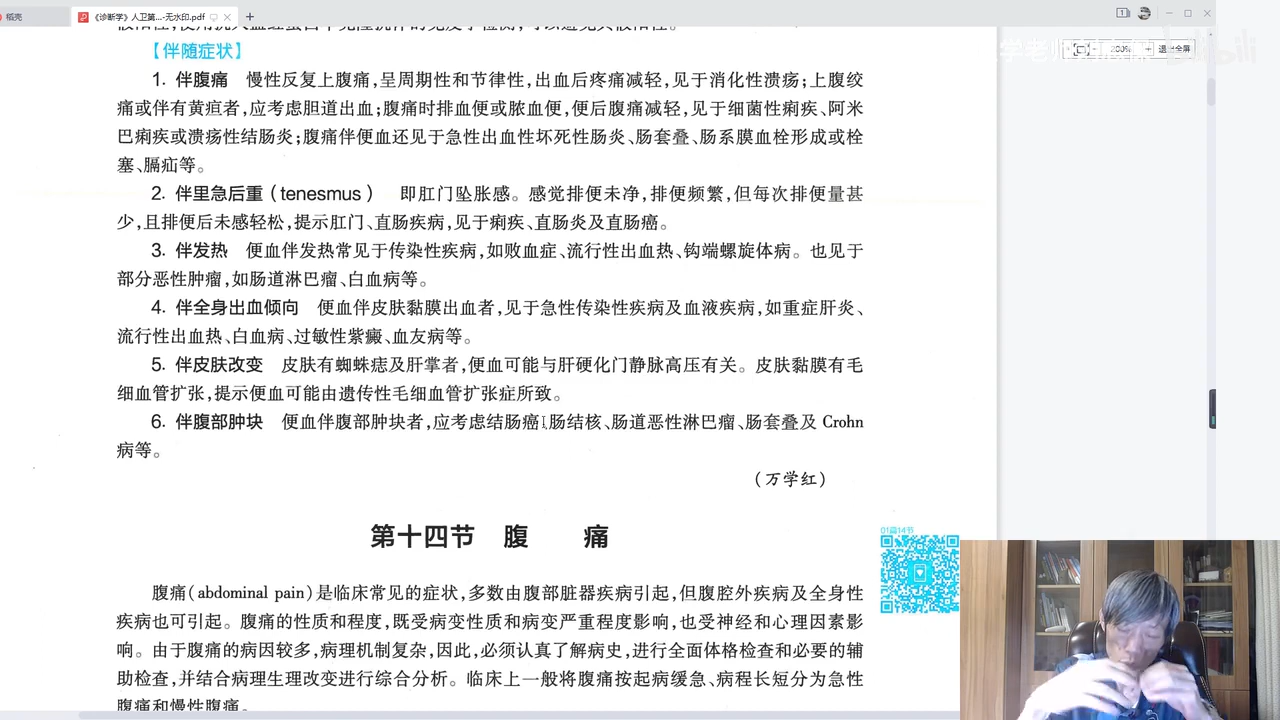 稻壳
《诊断学》人卫第...-无水印.pdf
【伴随症状】
学老师
200%
退出全屏
bilibili
1. 伴腹痛 慢性反复上腹痛,呈周期性和节律性,出血后疼痛减轻,见于消化性溃疡;上腹绞
痛或伴有黄疸者,应考虑胆道出血;腹痛时排血便或脓血便,便后腹痛减轻,见于细菌性痢疾、阿米
巴痢疾或溃疡性结肠炎;腹痛伴便血还见于急性出血性坏死性肠炎、肠套叠、肠系膜血栓形成或栓
塞、膈疝等。
2. 伴里急后重(tenesmus) 即肛门坠胀感。感觉排便未净,排便频繁,但每次排便量甚
少,且排便后未感轻松,提示肛门、直肠疾病,见于痢疾、直肠炎及直肠癌。
3. 伴发热 便血伴发热常见于传染性疾病,如败血症、流行性出血热、钩端螺旋体病。也见于
部分恶性肿瘤,如肠道淋巴瘤、白血病等。
4. 伴全身出血倾向 便血伴皮肤黏膜出血者,见于急性传染性疾病及血液疾病,如重症肝炎、
流行性出血热、白血病、过敏性紫癜、血友病等。
5. 伴皮肤改变 皮肤有蜘蛛痣及肝掌者,便血可能与肝硬化门静脉高压有关。皮肤黏膜有毛
细血管扩张,提示便血可能由遗传性毛细血管扩张症所致。
6. 伴腹部肿块 便血伴腹部肿块者,应考虑结肠癌、肠结核、肠道恶性淋巴瘤、肠套叠及 Crohn
病等。
(万学红)
第十四节 腹 痛
01篇14节
腹痛(abdominal pain)是临床常见的症状,多数由腹部脏器疾病引起,但腹腔外疾病及全身性
疾病也可引起。腹痛的性质和程度,既受病变性质和病变严重程度影响,也受神经和心理因素影
响。由于腹痛的病因较多,病理机制复杂,因此,必须认真了解病史,进行全面体格检查和必要的辅
助检查,并结合病理生理改变进行综合分析。临床上一般将腹痛按起病缓急、病程长短分为急性
腹痛和慢性腹痛。